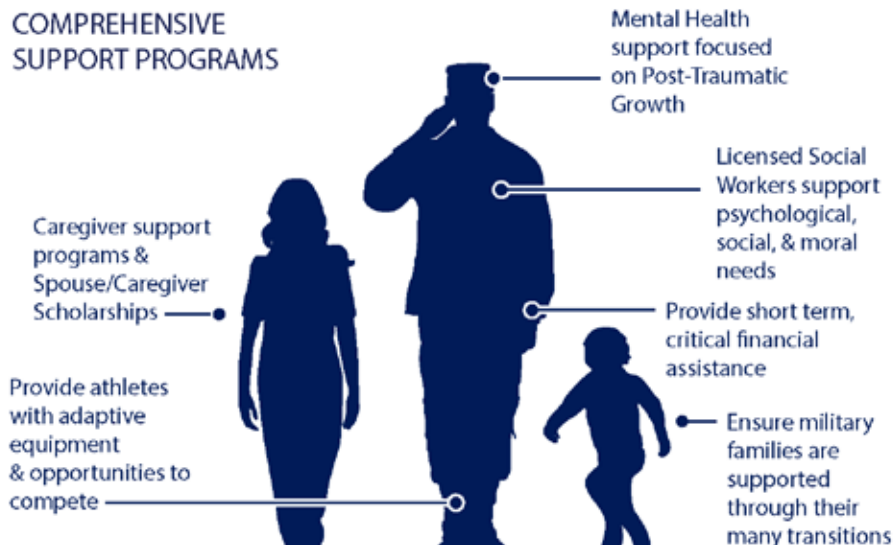 COMPREHENSIVE
SUPPORT PROGRAMS
Mental Health
support focused
on Post-Traumatic
Growth
Licensed Social
Workers support
psychological,
social, & moral
needs
Caregiver support
programs &
Spouse/Caregiver
Scholarships
Provide short term,
critical financial
assistance
Provide athletes
with adaptive
equipment
& opportunities to
compete
Ensure military
families are
supported
through their
many transitions